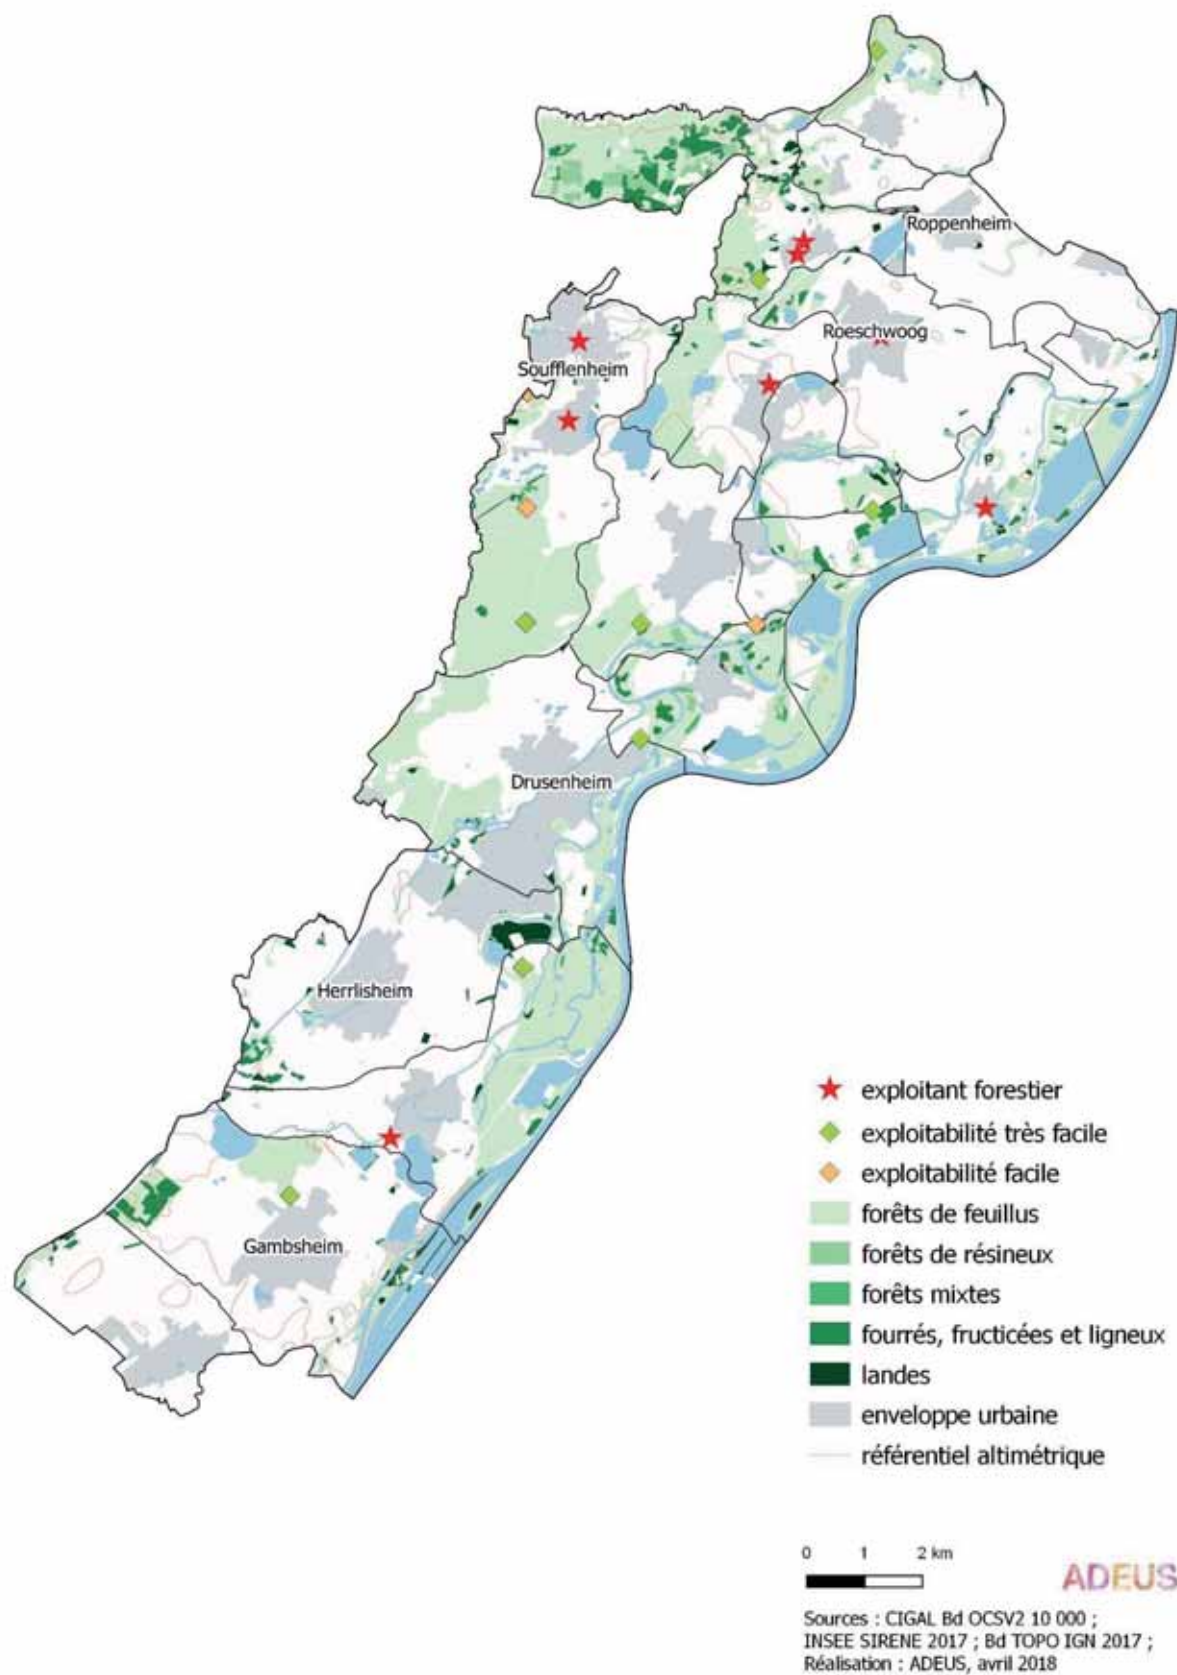 Roppenheim
Roeschwoog
Soufflenheim
Drusenheim
Herrlisheim
Gambsheim
exploitant forestier
exploitabilité très facile
exploitabilité facile
forêts de feuillus
forêts de résineux
forêts mixtes
fourrés, fructicées et ligneux
landes
enveloppe urbaine
référentiel altimétrique
0 1 2 km
ADEUS
Sources : CIGAL Bd OCSV2 10 000 ;
INSEE SIRENE 2017 ; Bd TOPO IGN 2017 ;
Réalisation : ADEUS, avril 2018